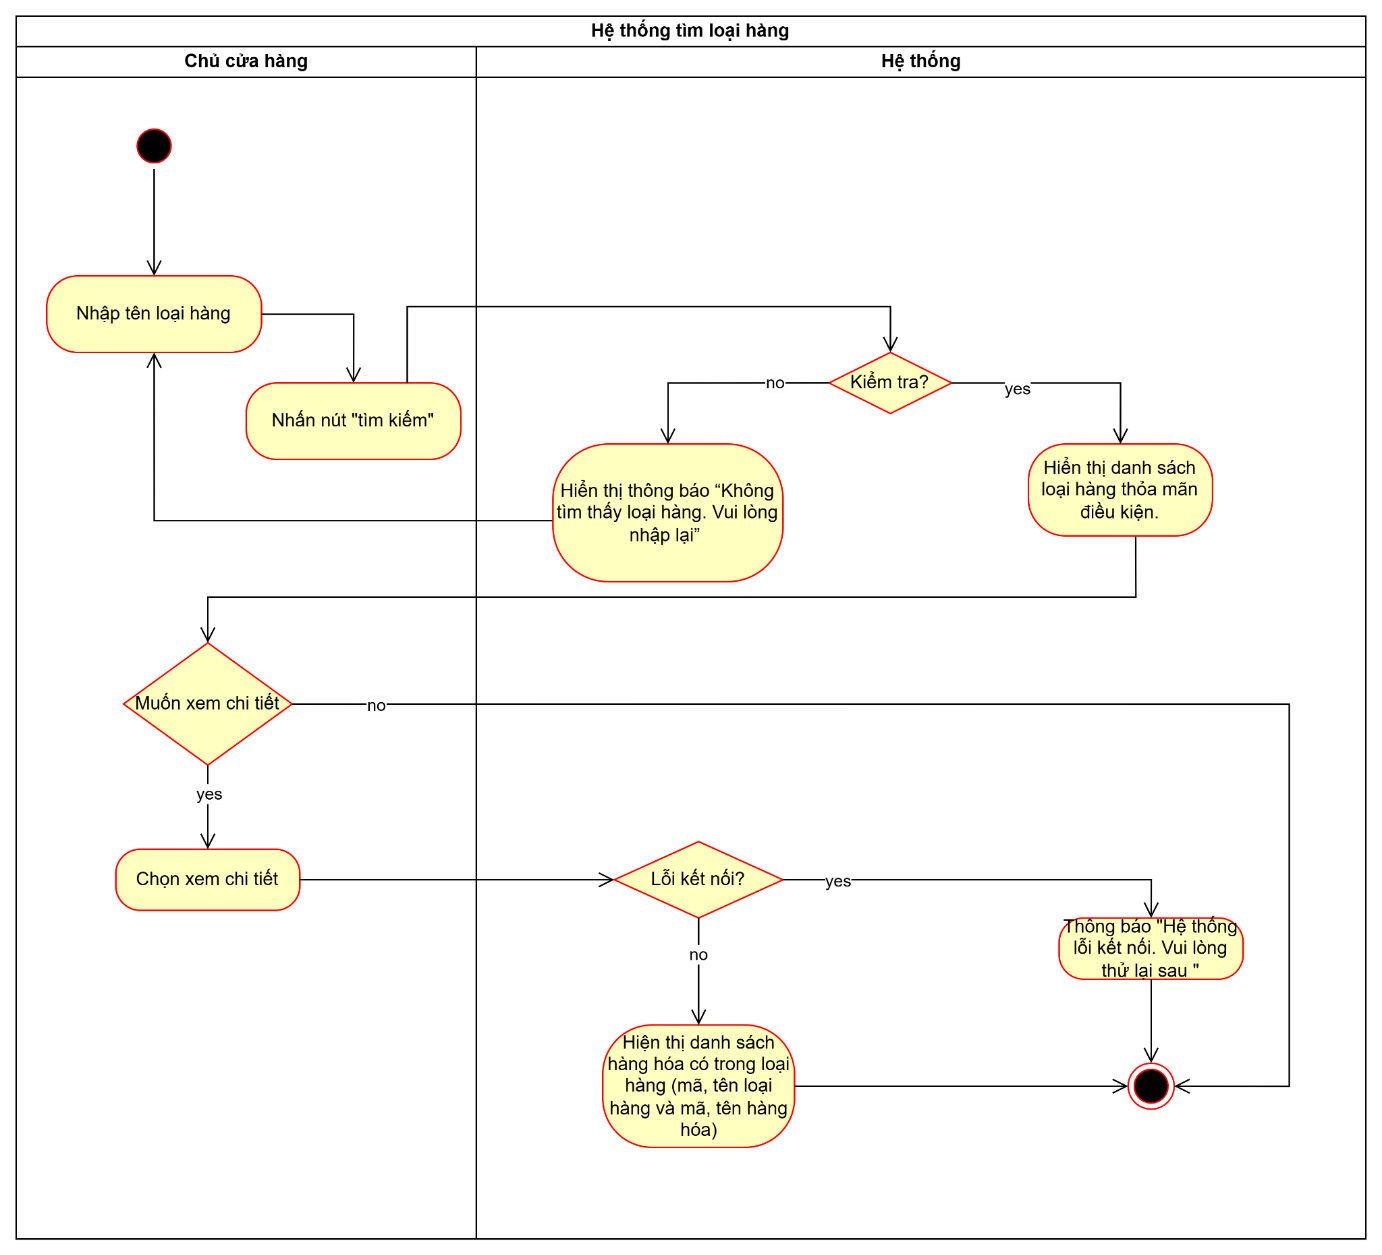 Hệ thống tìm loại hàng
Chủ cửa hàng
Hệ thống
Nhập tên loại hàng
Nhấn nút "tìm kiếm"
Kiểm tra?
no
yes
Hiển thị thông báo “Không
tìm thấy loại hàng. Vui lòng
nhập lại”
Hiển thị danh sách
loại hàng thỏa mãn
điều kiện.
Muốn xem chi tiết
no
yes
Chọn xem chi tiết
Lỗi kết nối?
yes
no
Thông báo "Hệ thống
lỗi kết nối. Vui lòng
thử lại sau "
Hiện thị danh sách
hàng hóa có trong loại
hàng (mã, tên loại
hàng và mã, tên hàng
hóa)